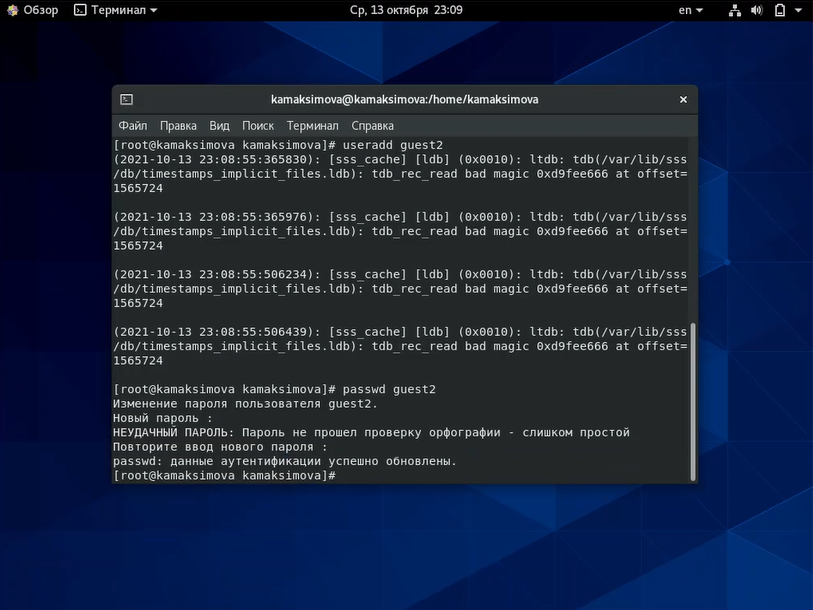 Обзор Терминал Ср, 13 октября 23:09 en
kamaksimova@kamaksimova:/home/kamaksimova
Файл Правка Вид Поиск Терминал Справка
[root@kamaksimova kamaksimova]# useradd guest2
(2021-10-13 23:08:55:365830): [sss_cache] [ldb] (0x0010): ltdb: tdb(/var/lib/sss
/db/timestamps_implicit_files.ldb): tdb_rec_read bad magic 0xd9fee666 at offset=
1565724
(2021-10-13 23:08:55:365976): [sss_cache] [ldb] (0x0010): ltdb: tdb(/var/lib/sss
/db/timestamps_implicit_files.ldb): tdb_rec_read bad magic 0xd9fee666 at offset=
1565724
(2021-10-13 23:08:55:506234): [sss_cache] [ldb] (0x0010): ltdb: tdb(/var/lib/sss
/db/timestamps_implicit_files.ldb): tdb_rec_read bad magic 0xd9fee666 at offset=
1565724
(2021-10-13 23:08:55:506439): [sss_cache] [ldb] (0x0010): ltdb: tdb(/var/lib/sss
/db/timestamps_implicit_files.ldb): tdb_rec_read bad magic 0xd9fee666 at offset=
1565724
[root@kamaksimova kamaksimova]# passwd guest2
Изменение пароля пользователя guest2.
Новый пароль :
НЕУДАЧНЫЙ ПАРОЛЬ: Пароль не прошел проверку орфографии - слишком простой
Повторите ввод нового пароля :
passwd: данные аутентификации успешно обновлены.
[root@kamaksimova kamaksimova]#